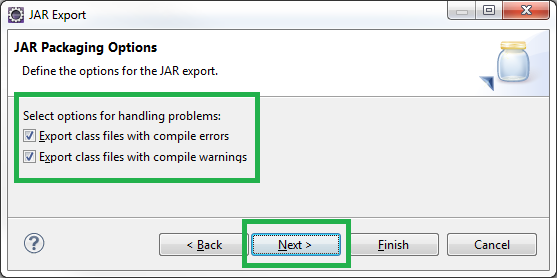 JAR Export
JAR Packaging Options
Define the options for the JAR export.
Select options for handling problems:
Export class files with compile errors
Export class files with compile warnings
?
< Back
Next >
Finish
Cancel